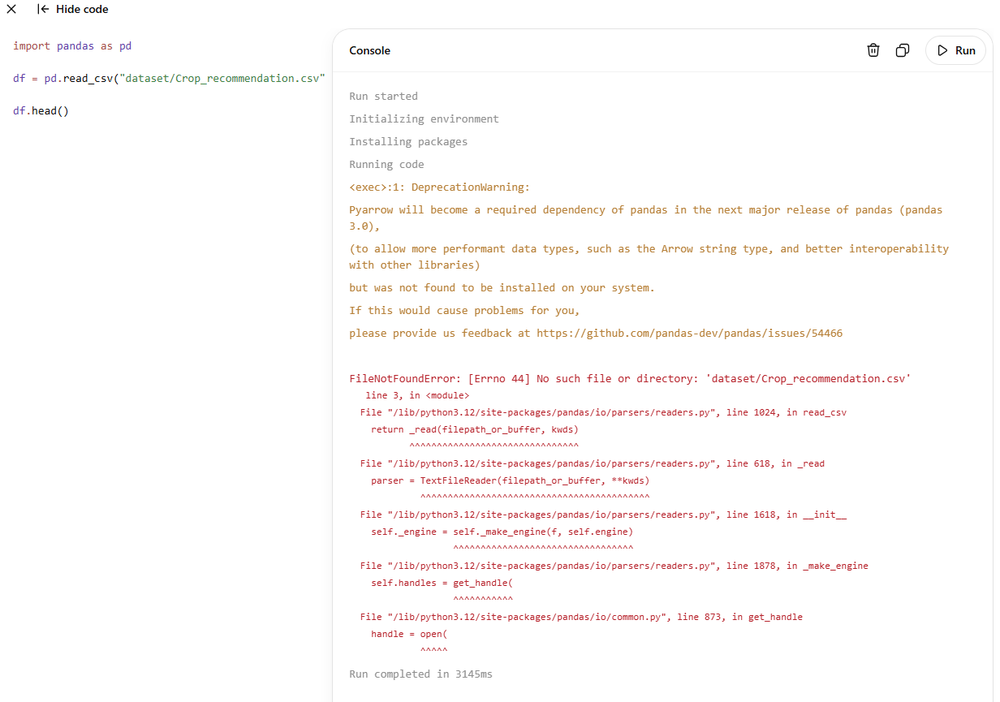 Hide code
import pandas as pd
df = pd.read_csv("dataset/Crop_recommendation.csv"
df.head()
Console
Run
Run started
Initializing environment
Installing packages
Running code
<exec>:1: DeprecationWarning:
Pyarrow will become a required dependency of pandas in the next major release of pandas (pandas
3.0),
(to allow more performant data types, such as the Arrow string type, and better interoperability
with other libraries)
but was not found to be installed on your system.
If this would cause problems for you,
please provide us feedback at https://github.com/pandas-dev/pandas/issues/54466
FileNotFoundError: [Errno 44] No such file or directory: 'dataset/Crop_recommendation.csv'
line 3, in <module>
File "/lib/python3.12/site-packages/pandas/io/parsers/readers.py", line 1024, in read_csv
return _read(filepath_or_buffer, kwds)
^^^^^^^^^^^^^^^^^^^^^^^^^^^^^^^
File "/lib/python3.12/site-packages/pandas/io/parsers/readers.py", line 618, in _read
parser = TextFileReader(filepath_or_buffer, **kwds)
^^^^^^^^^^^^^^^^^^^^^^^^^^^^^^^^^^^^^^^^^^
File "/lib/python3.12/site-packages/pandas/io/parsers/readers.py", line 1618, in __init__
self._engine = self._make_engine(f, self.engine)
^^^^^^^^^^^^^^^^^^^^^^^^^^^^^^^^^
File "/lib/python3.12/site-packages/pandas/io/parsers/readers.py", line 1878, in _make_engine
self.handles = get_handle(
^^^^^^^^^^^
File "/lib/python3.12/site-packages/pandas/io/common.py", line 873, in get_handle
handle = open(
^^^^^
Run completed in 3145ms